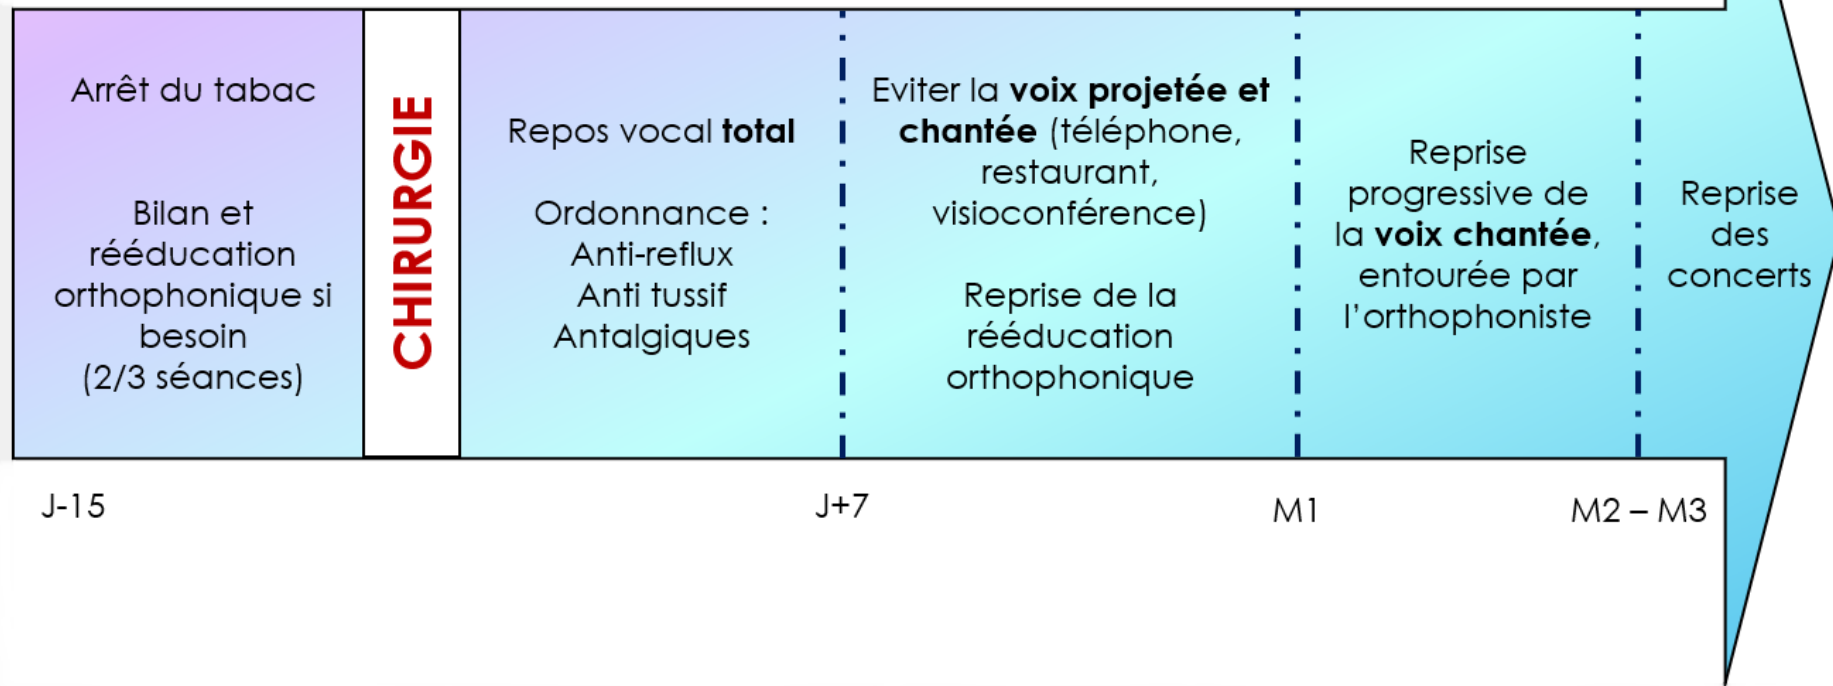 Arrêt du tabac
Bilan et
rééducation
orthophonique si
besoin
(2/3 séances)
CHIRURGIE
Repos vocal total
Ordonnance :
Anti-reflux
Anti tussif
Antalgiques
Eviter la voix projetée et
chantée (téléphone,
restaurant,
visioconférence)
Reprise de la
rééducation
orthophonique
Reprise
progressive de
la voix chantée,
entourée par
l'orthophoniste
Reprise
des
concerts
J-15
J+7
M1
M2 – M3